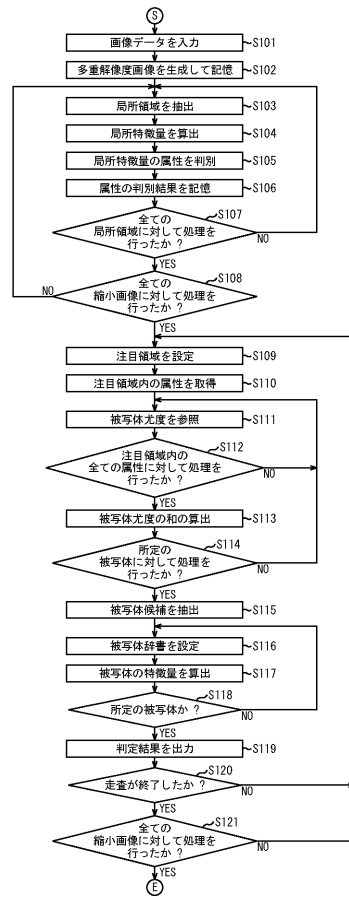 S
画像データを入力 S101
多重解像度画像を生成して記憶 S102
局所領域を抽出 S103
局所特徴量を算出 S104
局所特徴量の属性を判別 S105
属性の判別結果を記憶 S106
S107
全ての
局所領域に対して処理を
行ったか ?
NO
YES
S108
全ての
縮小画像に対して処理を
行ったか ?
NO
YES
注目領域を設定 S109
注目領域内の属性を取得 S110
被写体尤度を参照 S111
S112
注目領域内の
全ての属性に対して処理を
行ったか ?
NO
YES
被写体尤度の和の算出 S113
S114
所定の
被写体に対して処理を
行ったか ?
NO
YES
被写体候補を抽出 S115
被写体辞書を設定 S116
被写体の特徴量を算出 S117
S118
所定の被写体か ?
NO
YES
判定結果を出力 S119
S120
走査が終了したか ?
NO
YES
S121
全ての
縮小画像に対して処理を
行ったか ?
NO
YES
E